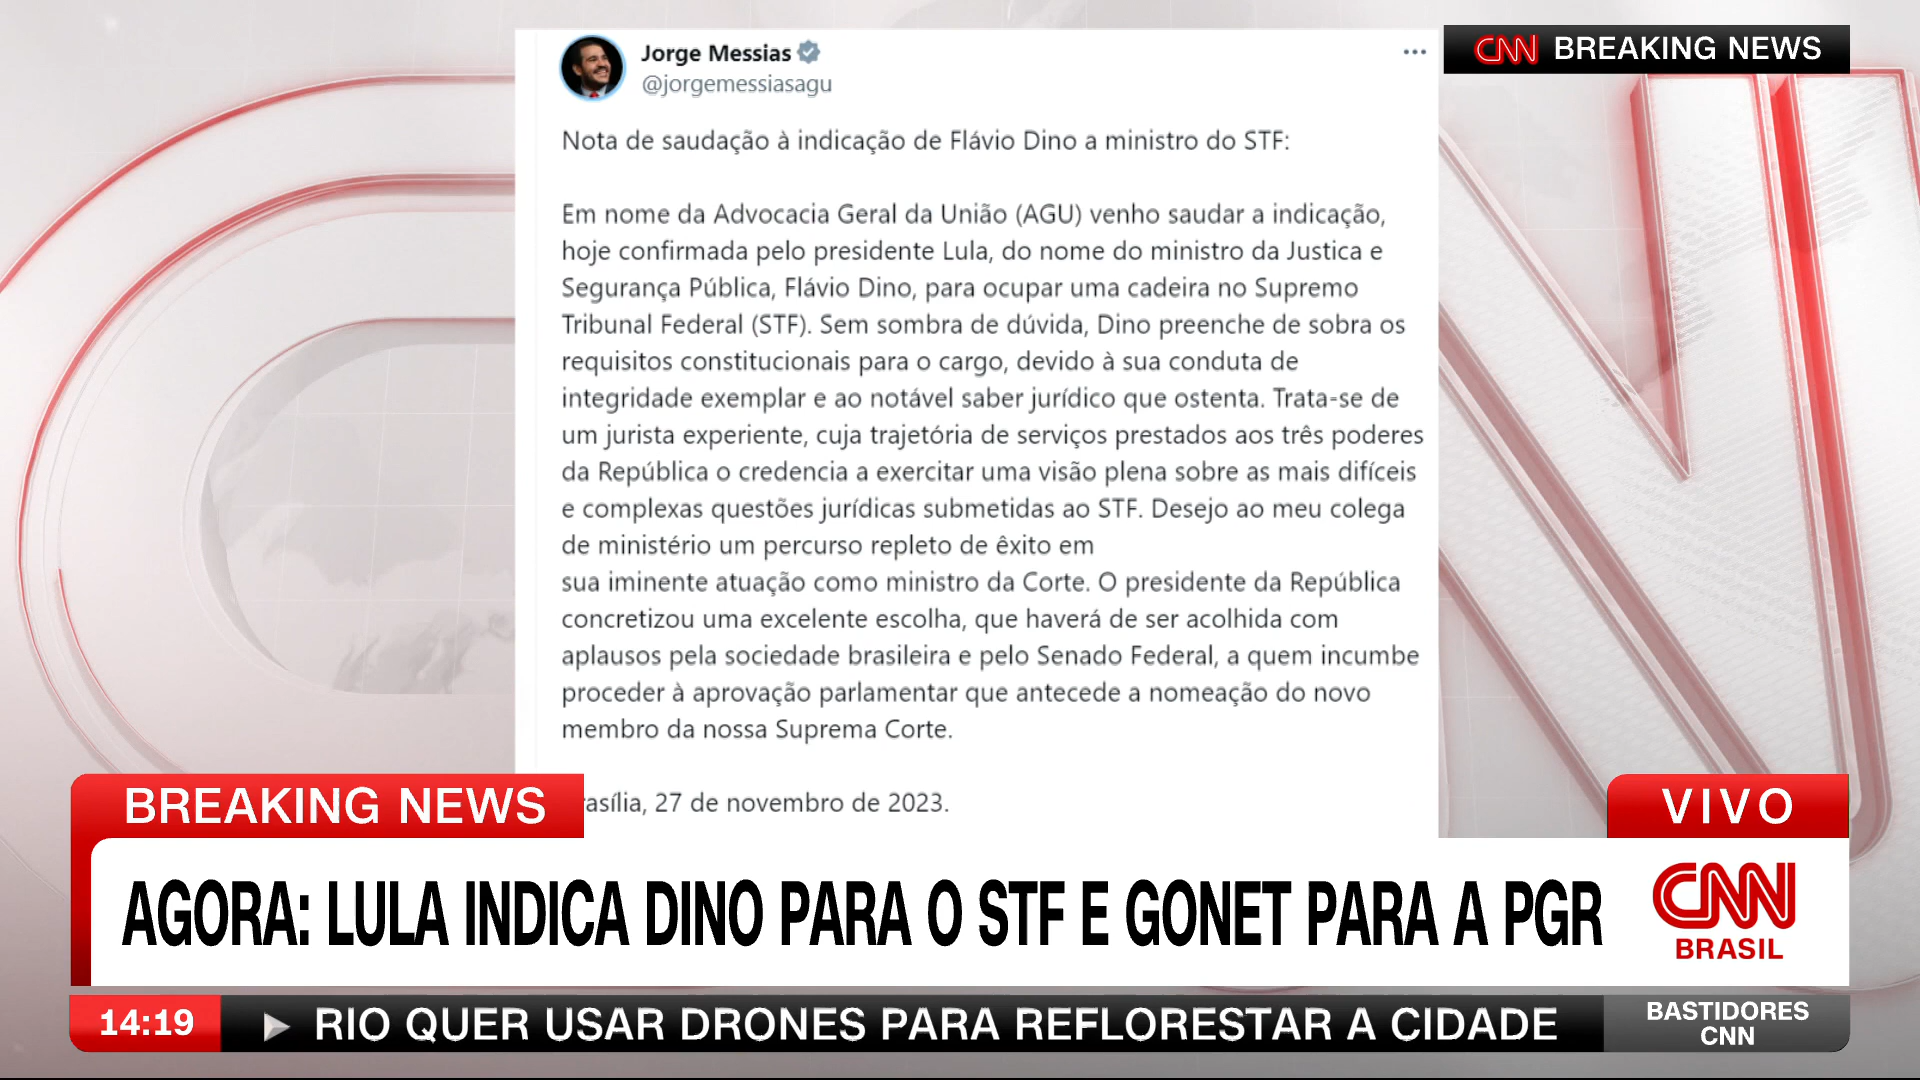 Jorge Messias
@jorgemessiasagu
CNN BREAKING NEWS
Nota de saudação à indicação de Flávio Dino a ministro do STF:
Em nome da Advocacia Geral da União (AGU) venho saudar a indicação,
hoje confirmada pelo presidente Lula, do nome do ministro da Justica e
Segurança Pública, Flávio Dino, para ocupar uma cadeira no Supremo
Tribunal Federal (STF). Sem sombra de dúvida, Dino preenche de sobra os
requisitos constitucionais para o cargo, devido à sua conduta de
integridade exemplar e ao notável saber jurídico que ostenta. Trata-se de
um jurista experiente, cuja trajetória de serviços prestados aos três poderes
da República o credencia a exercitar uma visão plena sobre as mais difíceis
e complexas questões jurídicas submetidas ao STF. Desejo ao meu colega
de ministério um percurso repleto de êxito em
sua iminente atuação como ministro da Corte. O presidente da República
concretizou uma excelente escolha, que haverá de ser acolhida com
aplausos pela sociedade brasileira e pelo Senado Federal, a quem incumbe
proceder à aprovação parlamentar que antecede a nomeação do novo
membro da nossa Suprema Corte.
rasília, 27 de novembro de 2023.
BREAKING NEWS
VIVO
AGORA: LULA INDICA DINO PARA O STF E GONET PARA A PGR
CNN
BRASIL
14:19
RIO QUER USAR DRONES PARA REFLORESTAR A CIDADE
BASTIDORES
CNN